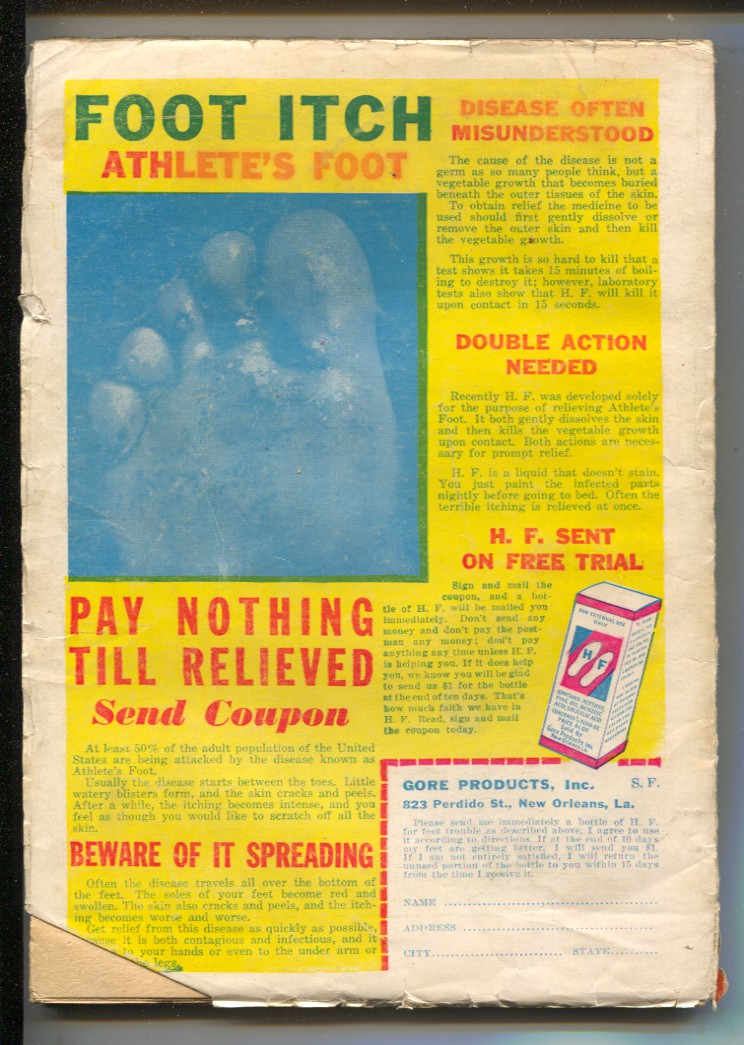 FOOT ITCH
ATHLETE'S FOOT
PAY NOTHING
TILL RELIEVED
Send Coupon
At least 50% of the adult population of the United
States are being attacked by the disease known as
Athlete's Foot.
Usually the disease starts between the toes. Little
watery blisters form, and the skin cracks and peels.
After a while, the itching becomes intense, and you
feel as though you would like to scratch off all the
skin.
BEWARE OF IT SPREADING
Often the disease travels all over the bottom of
the feet. The soles of your feet become red and
swollen. The skin also cracks and peels, and the itch-
ing becomes worse and worse.
Get relief from this disease as quickly as possible,
it is both contagious and infectious, and it
to your hands or even to the under arm or
legs.
DISEASE OFTEN
MISUNDERSTOOD
The cause of the disease is not a
germ as so many people think, but a
vegetable growth that becomes buried
beneath the outer tissues of the skin.
To obtain relief the medicine to be
used should first gently dissolve or
remove the outer skin and then kill
the vegetable growth.
This growth is so hard to kill that a
test shows it takes 15 minutes of boil-
ing to destroy it; however, laboratory
tests also show that H. F. will kill it
upon contact in 15 seconds.
DOUBLE ACTION
NEEDED
Recently H. F. was developed solely
for the purpose of relieving Athlete's
Foot. It both gently dissolves the skin
and then kills the vegetable growth
upon contact. Both actions are neces-
sary for prompt relief.
H. F. is a liquid that doesn't stain.
You just paint the infected parts
nightly before going to bed. Often the
terrible itching is relieved at once.
H. F. SENT
ON FREE TRIAL
Sign and mail the
coupon, and a bot-
tle of H. F. will be mailed you
immediately. Don't send any
money and don't pay the post-
man any money; don't pay
anything any time unless H. F.
is helping you. If it does help
you, we know you will be glad
to send us $1 for the bottle
at the end of ten days. That's
how much faith we have in
H. F. Read, sign and mail
the coupon today.
FOR EXTERNAL USE
ONLY
H F
Gore Products, Inc.
GORE PRODUCTS, Inc. S. F.
823 Perdido St., New Orleans, La.
Please send me immediately a bottle of H. F.
for foot trouble as described above. I agree to use
it according to directions. If at the end of 10 days
my feet are getting better, I will send you $1.
If I am not entirely satisfied, I will return the
unused portion of the bottle to you within 15 days
from the time I receive it.
NAME
ADDRESS
CITY STATE